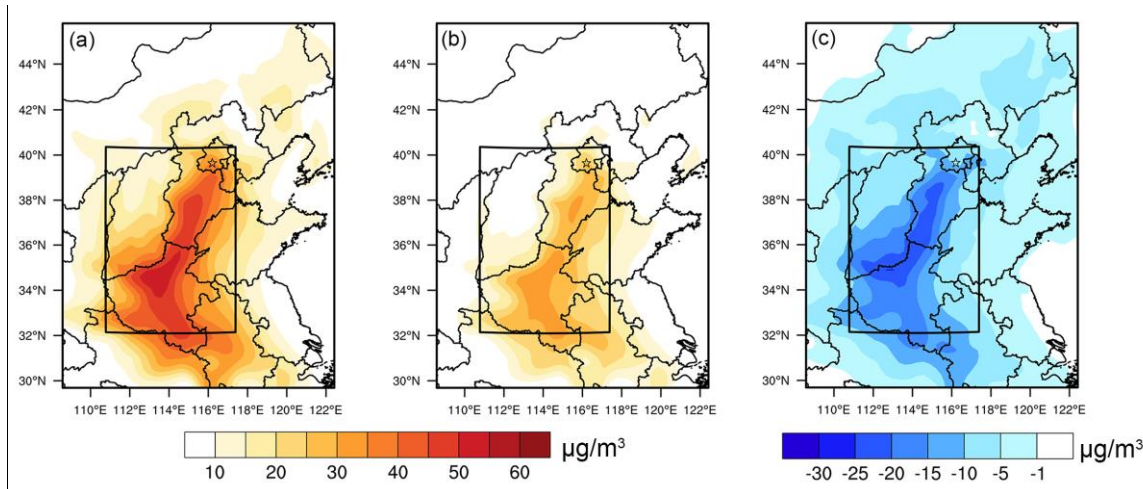 (a) (b) (c)
44°N 44°N 44°N
42°N 42°N 42°N
40°N 40°N 40°N
38°N 38°N 38°N
36°N 36°N 36°N
34°N 34°N 34°N
32°N 32°N 32°N
30°N 30°N 30°N
110°E 112°E 114°E 116°E 118°E 120°E 122°E 110°E 112°E 114°E 116°E 118°E 120°E 122°E 110°E 112°E 114°E 116°E 118°E 120°E 122°E
µg/m³ µg/m³
10 20 30 40 50 60 -30 -25 -20 -15 -10 -5 -1